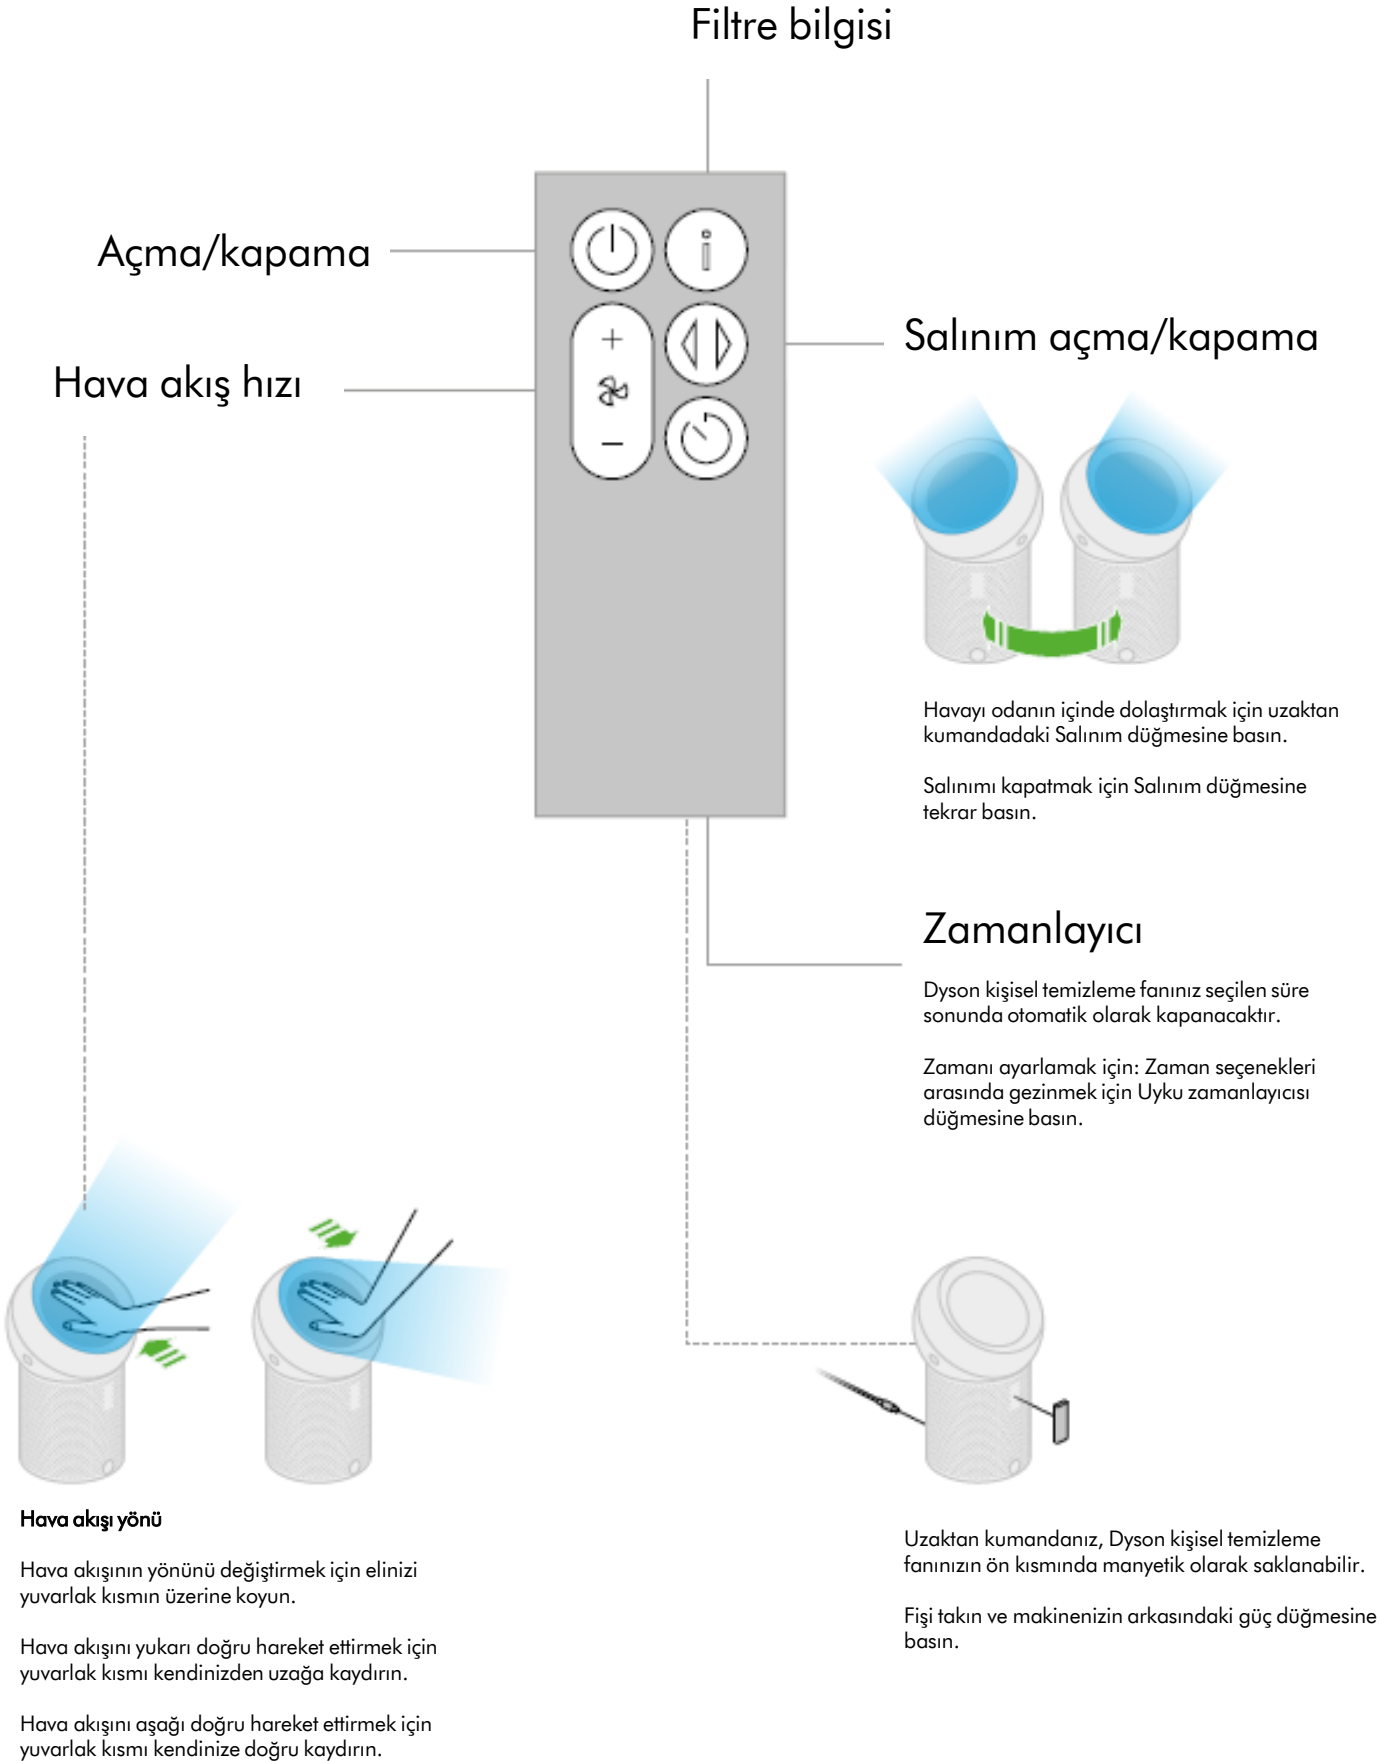 Filtre bilgisi
Açma/kapama
Hava akış hızı
Salınım açma/kapama
Havayı odanın içinde dolaştırmak için uzaktan
kumandadaki Salınım düğmesine basın.
Salınımı kapatmak için Salınım düğmesine
tekrar basın.
Zamanlayıcı
Dyson kişisel temizleme fanınız seçilen süre
sonunda otomatik olarak kapanacaktır.
Zamanı ayarlamak için: Zaman seçenekleri
arasında gezinmek için Uyku zamanlayıcısı
düğmesine basın.
Hava akışı yönü
Hava akışının yönünü değiştirmek için elinizi
yuvarlak kısmın üzerine koyun.
Hava akışını yukarı doğru hareket ettirmek için
yuvarlak kısmı kendinizden uzağa kaydırın.
Hava akışını aşağı doğru hareket ettirmek için
yuvarlak kısmı kendinize doğru kaydırın.
Uzaktan kumandanız, Dyson kişisel temizleme
fanınızın ön kısmında manyetik olarak saklanabilir.
Fişi takın ve makinenizin arkasındaki güç düğmesine
basın.